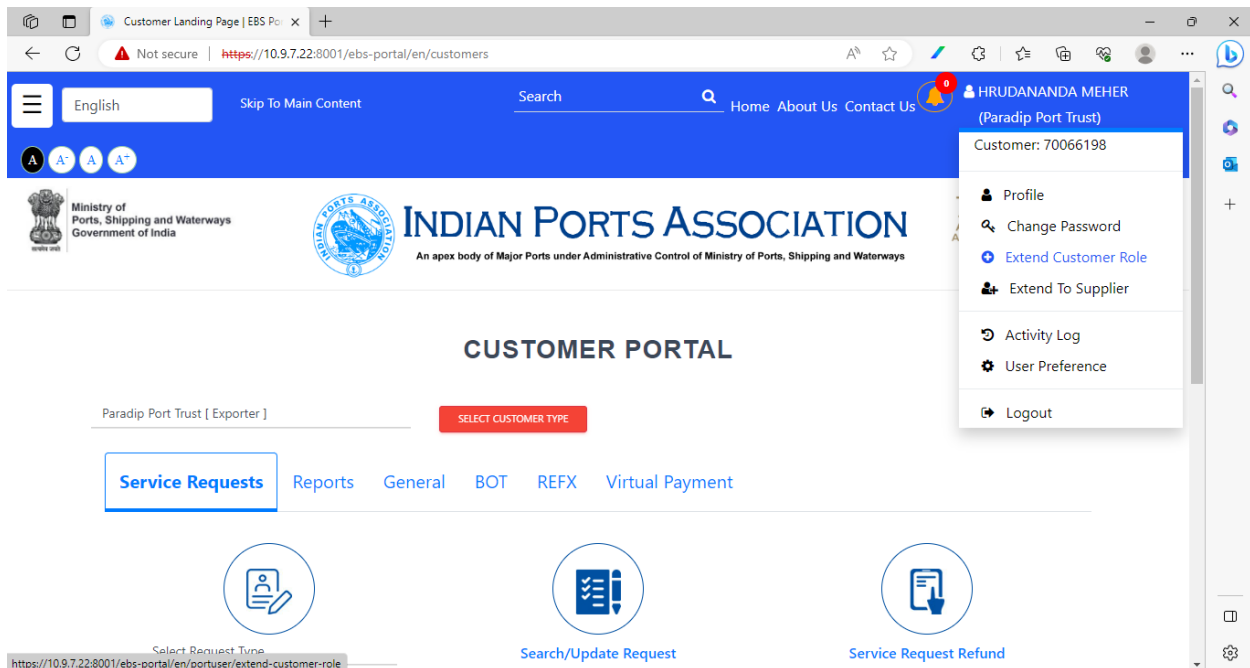 Customer Landing Page | EBS Po
Not secure
https://10.9.7.22:8001/ebs-portal/en/customers
English
Skip To Main Content
Search
Home About Us Contact Us
0
HRUDANANDA MEHER
(Paradip Port Trust)
A A- A A+
Customer: 70066198
Profile
Change Password
Extend Customer Role
Extend To Supplier
Activity Log
User Preference
Logout
Ministry of
Ports, Shipping and Waterways
Government of India
INDIAN PORTS ASSOCIATION
INDIAN PORTS ASSOCIATION
An apex body of Major Ports under Administrative Control of Ministry of Ports, Shipping and Waterways
CUSTOMER PORTAL
Paradip Port Trust [ Exporter ]
SELECT CUSTOMER TYPE
Service Requests Reports General BOT REFX Virtual Payment
Select Request Type
Search/Update Request
Service Request Refund
https://10.9.7.22:8001/ebs-portal/en/portuser/extend-customer-role